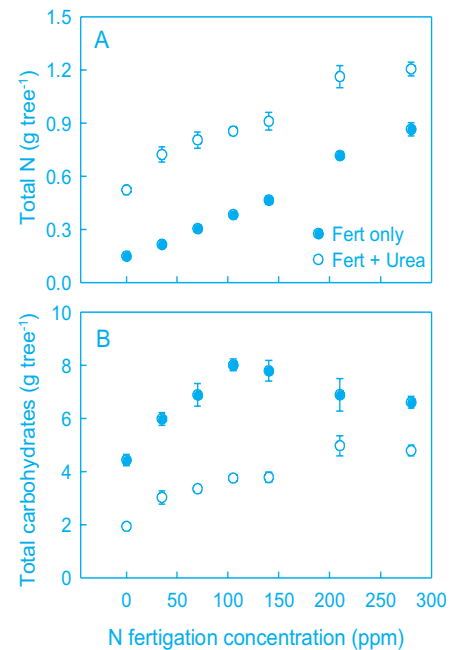 A
Total N (g tree⁻¹)
1.5
1.2
0.9
0.6
0.3
0.0
Fert only
Fert + Urea
B
Total carbohydrates (g tree⁻¹)
10
8
6
4
2
0
0 50 100 150 200 250 300
N fertigation concentration (ppm)